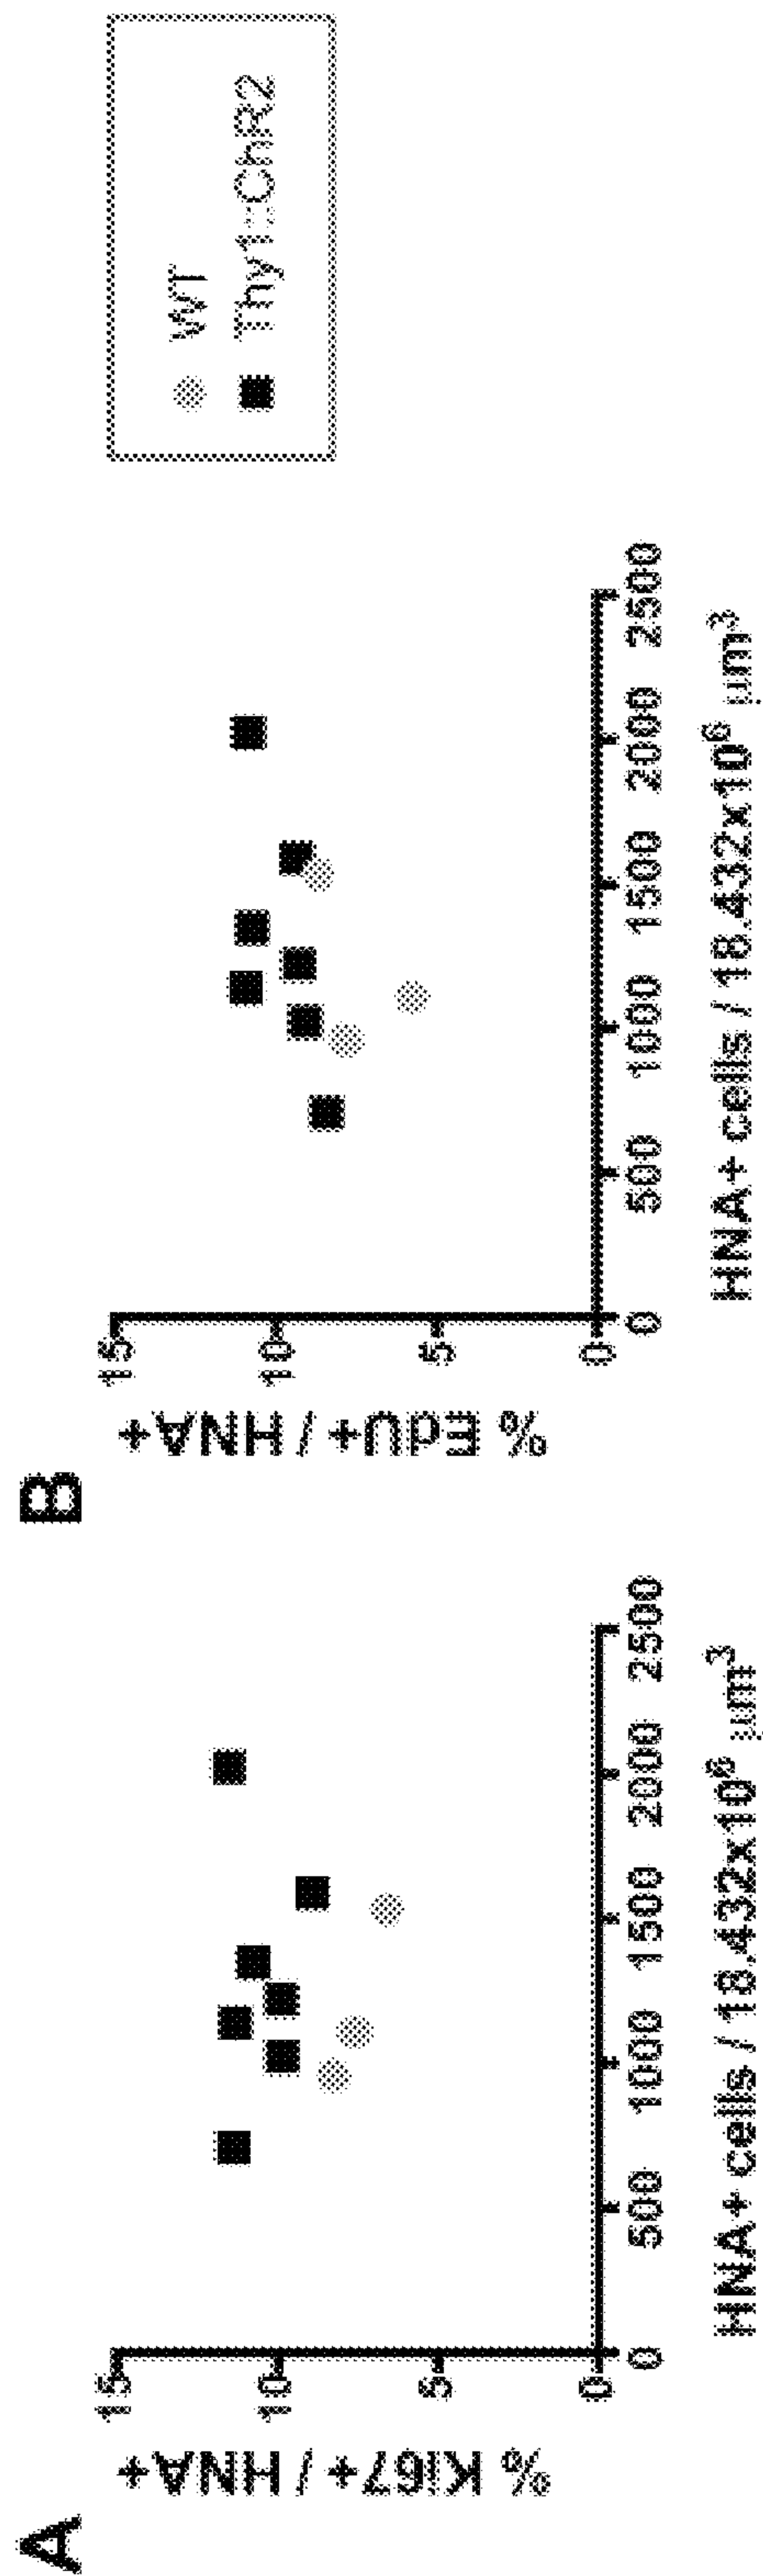 A
% Ki67+ / HNA+
15
10
5
0
0 500 1000 1500 2000 2500
HNA+ cells / 18.432x10⁶ µm³
B
% EdU+ / HNA+
15
10
5
0
0 500 1000 1500 2000 2500
HNA+ cells / 18.432x10⁶ µm³
WT
Thy1::ChR2